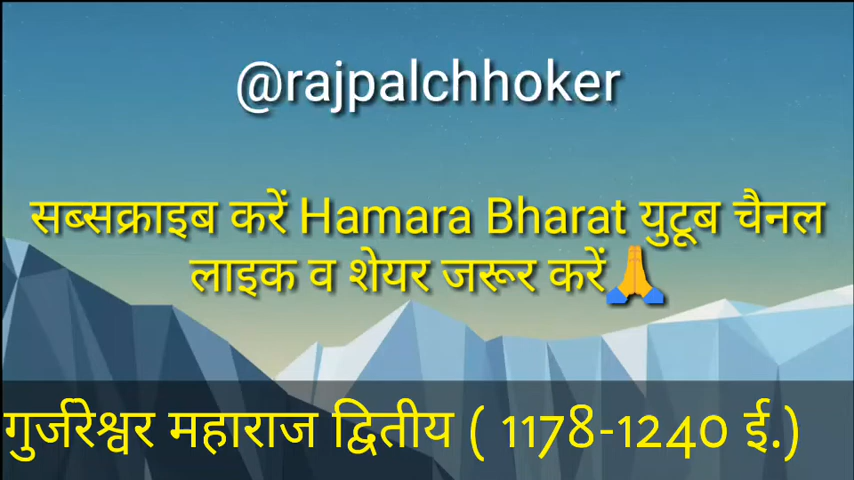 @rajpalchhoker
सब्सक्राइब करें Hamara Bharat युटूब चैनल
लाइक व शेयर जरूर करें🙏
गुर्जरेश्वर महाराज द्वितीय ( 1178-1240 ई.)